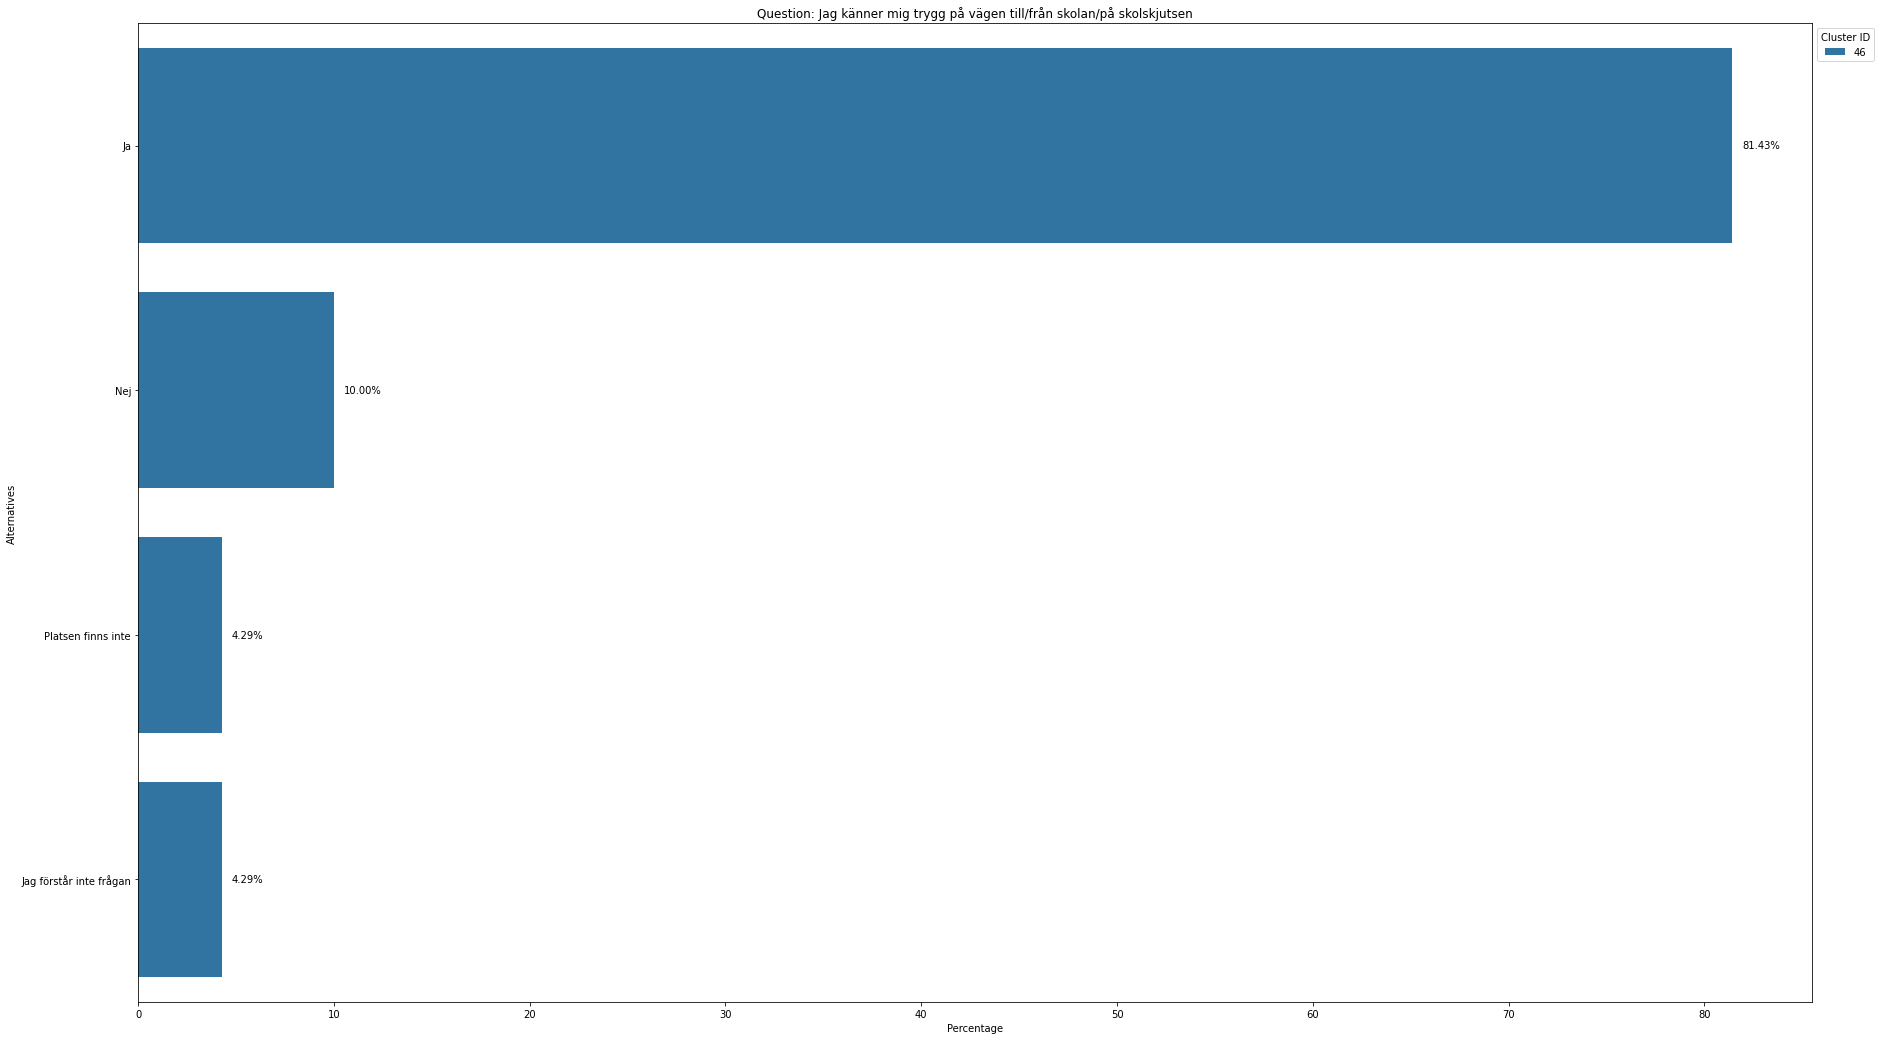 Question: Jag känner mig trygg på vägen till/från skolan/på skolskjutsen
Cluster ID
46
Ja
81.43%
Nej
10.00%
Alternatives
Platsen finns inte
4.29%
Jag förstår inte frågan
4.29%
0 10 20 30 40 50 60 70 80
Percentage